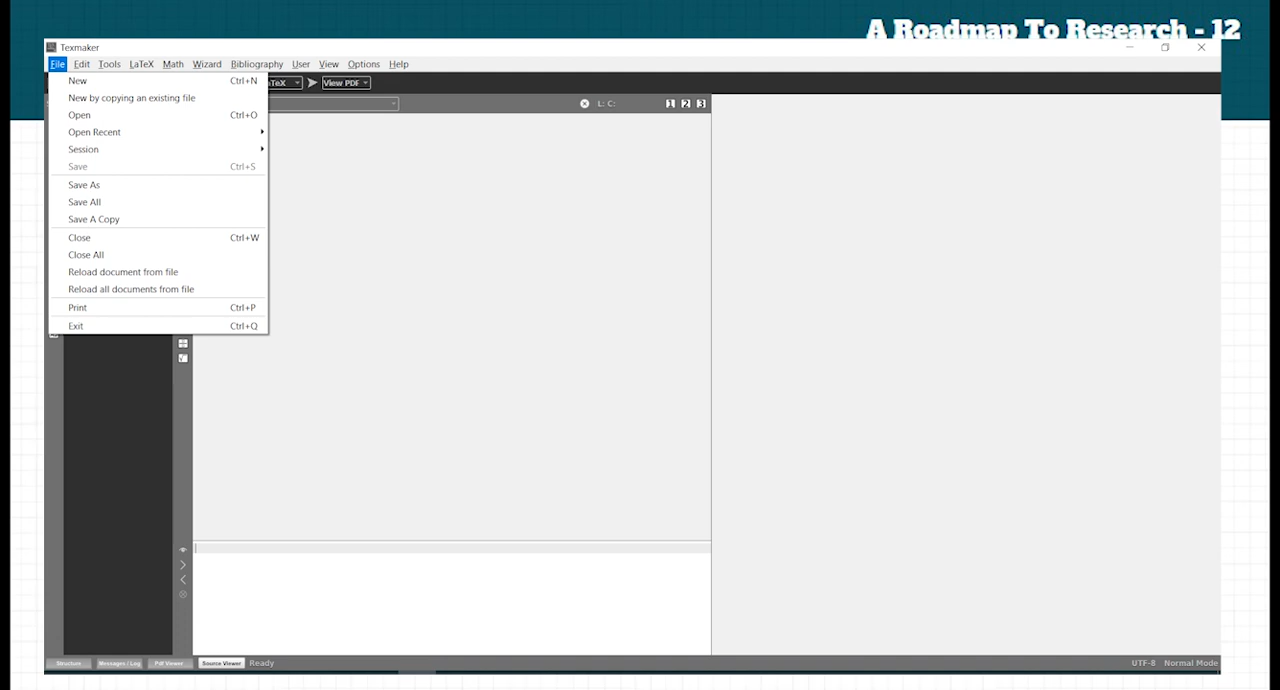 A Roadmap To Research - 12
Texmaker
File Edit Tools LaTeX Math Wizard Bibliography User View Options Help
New Ctrl+N
View PDF
New by copying an existing file
L: C: 1 2 3
Open Ctrl+O
Open Recent
Session
Save Ctrl+S
Save As
Save All
Save A Copy
Close Ctrl+W
Close All
Reload document from file
Reload all documents from file
Print Ctrl+P
Exit Ctrl+Q
Structure Messages / Log Pdf Viewer Source Viewer Ready UTF-8 Normal Mode